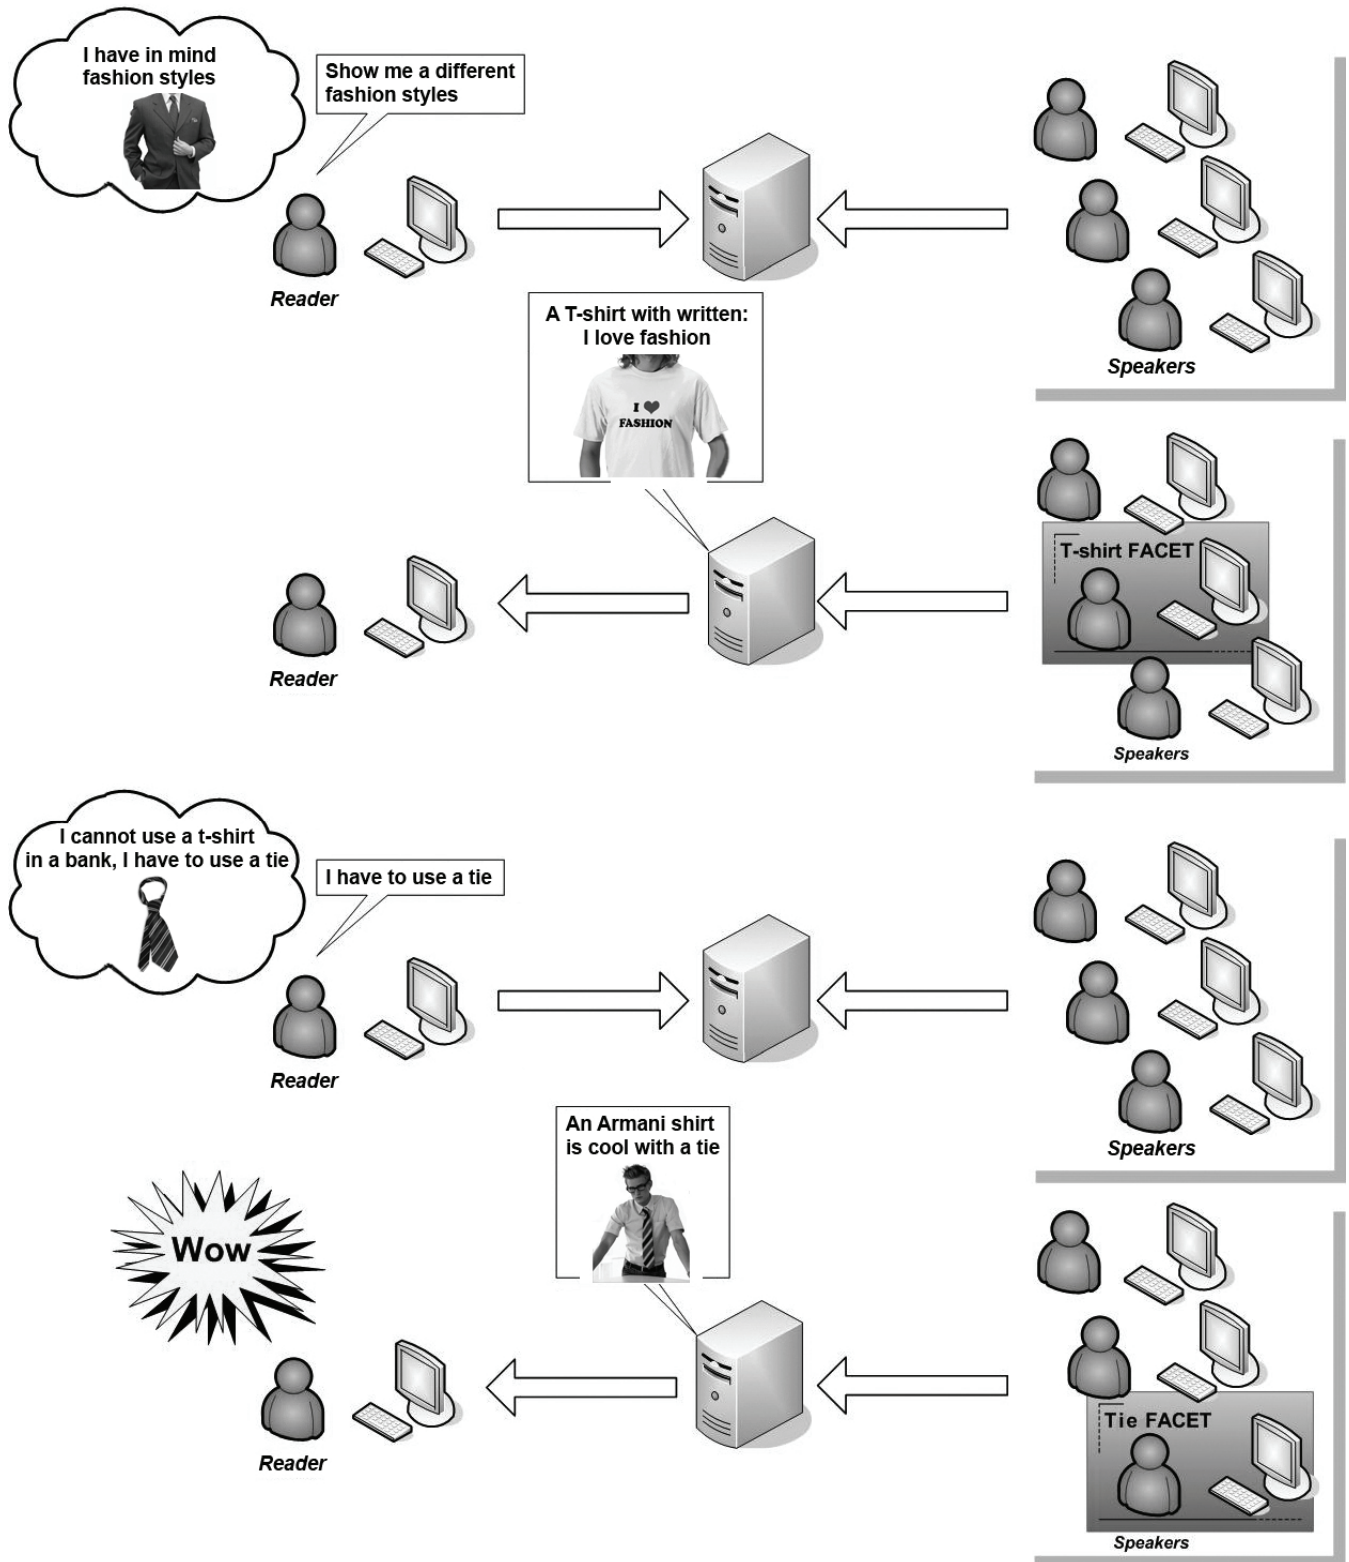 I have in mind
fashion styles
Show me a different
fashion styles
Reader
Speakers
A T-shirt with written:
I love fashion
I ❤
FASHION
T-shirt FACET
Reader
Speakers
I cannot use a t-shirt
in a bank, I have to use a tie
I have to use a tie
Reader
Speakers
An Armani shirt
is cool with a tie
Wow
Reader
Tie FACET
Speakers